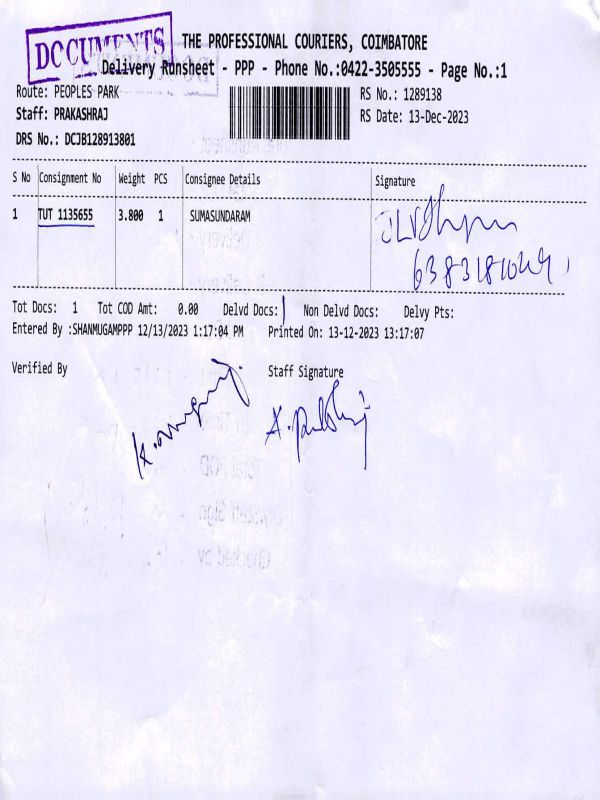 DOCUMENTS
THE PROFESSIONAL COURIERS, COIMBATORE
Delivery Runsheet - PPP - Phone No.:0422-3505555 - Page No.:1
Route: PEOPLES PARK RS No.: 1289138
Staff: PRAKASHRAJ RS Date: 13-Dec-2023
DRS No.: DCJB128913801
S No Consignment No Weight PCS Consignee Details Signature
1 TUT 1135655 3.800 1 SUMASUNDARAM
Tot Docs: 1 Tot COD Amt: 0.00 Delvd Docs: 1 Non Delvd Docs: Delvy Pts:
Entered By :SHANMUGAMPPP 12/13/2023 1:17:04 PM Printed On: 13-12-2023 13:17:07
Verified By Staff Signature